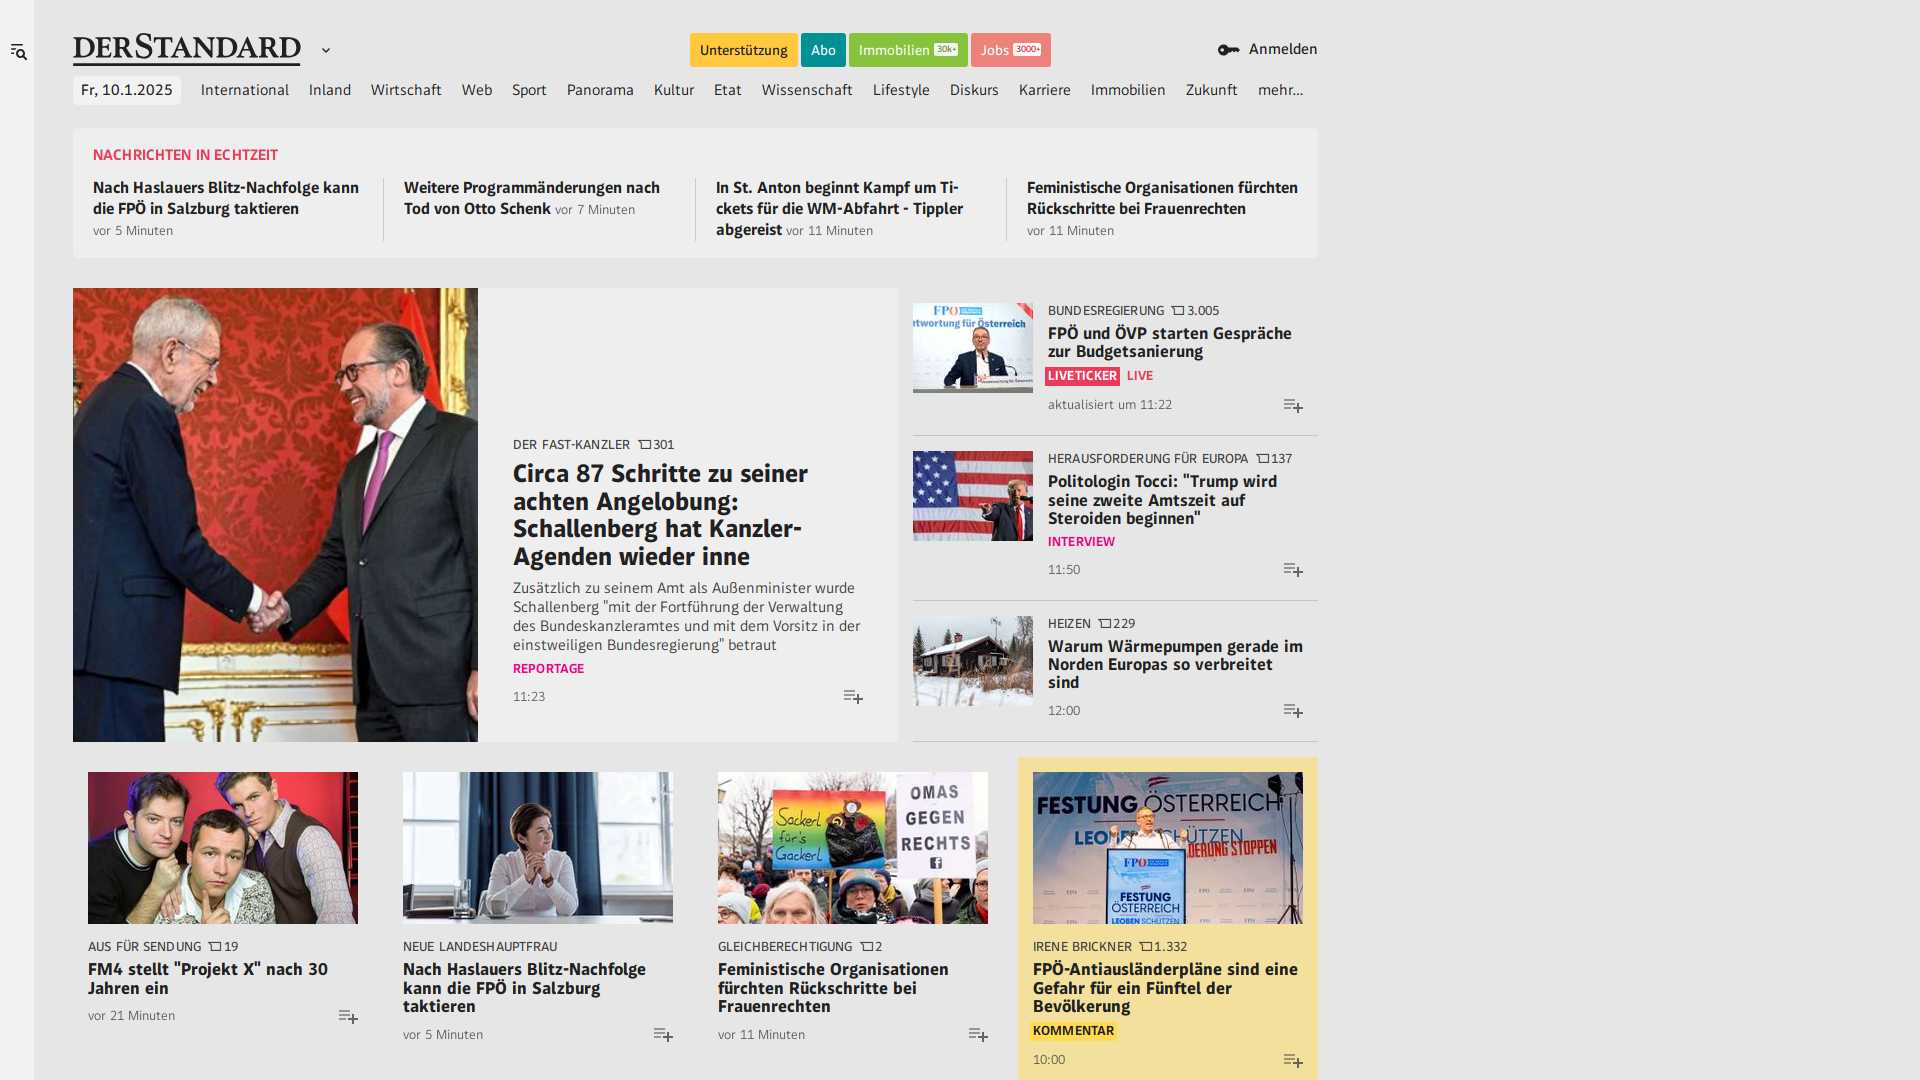 DERSTANDARD
Unterstützung
Abo
Immobilien 30k+
Jobs 3000+
Anmelden
Fr, 10.1.2025
International
Inland
Wirtschaft
Web
Sport
Panorama
Kultur
Etat
Wissenschaft
Lifestyle
Diskurs
Karriere
Immobilien
Zukunft
mehr...
NACHRICHTEN IN ECHTZEIT
Nach Haslauers Blitz-Nachfolge kann
die FPÖ in Salzburg taktieren
vor 5 Minuten
Weitere Programmänderungen nach
Tod von Otto Schenk vor 7 Minuten
In St. Anton beginnt Kampf um Ti-
ckets für die WM-Abfahrt - Tippler
abgereist vor 11 Minuten
Feministische Organisationen fürchten
Rückschritte bei Frauenrechten
vor 11 Minuten
DER FAST-KANZLER 301
Circa 87 Schritte zu seiner
achten Angelobung:
Schallenberg hat Kanzler-
Agenden wieder inne
Zusätzlich zu seinem Amt als Außenminister wurde
Schallenberg "mit der Fortführung der Verwaltung
des Bundeskanzleramtes und mit dem Vorsitz in der
einstweiligen Bundesregierung" betraut
REPORTAGE
11:23
FPÖ
ntwortung für Österreich
BUNDESREGIERUNG 3.005
FPÖ und ÖVP starten Gespräche
zur Budgetsanierung
LIVETICKER LIVE
aktualisiert um 11:22
HERAUSFORDERUNG FÜR EUROPA 137
Politologin Tocci: "Trump wird
seine zweite Amtszeit auf
Steroiden beginnen"
INTERVIEW
11:50
HEIZEN 229
Warum Wärmepumpen gerade im
Norden Europas so verbreitet
sind
12:00
AUS FÜR SENDUNG 19
FM4 stellt "Projekt X" nach 30
Jahren ein
vor 21 Minuten
NEUE LANDESHAUPTFRAU
Nach Haslauers Blitz-Nachfolge
kann die FPÖ in Salzburg
taktieren
vor 5 Minuten
Sackerl
für's
Gackerl
OMAS
GEGEN
RECHTS
GLEICHBERECHTIGUNG 2
Feministische Organisationen
fürchten Rückschritte bei
Frauenrechten
vor 11 Minuten
FESTUNG ÖSTERREICH
LEOBEN SCHÜTZEN
DERUNG STOPPEN
FPÖ
FESTUNG
ÖSTERREICH
LEOBEN SCHÜTZEN
IRENE BRICKNER 1.332
FPÖ-Antiausländerpläne sind eine
Gefahr für ein Fünftel der
Bevölkerung
KOMMENTAR
10:00